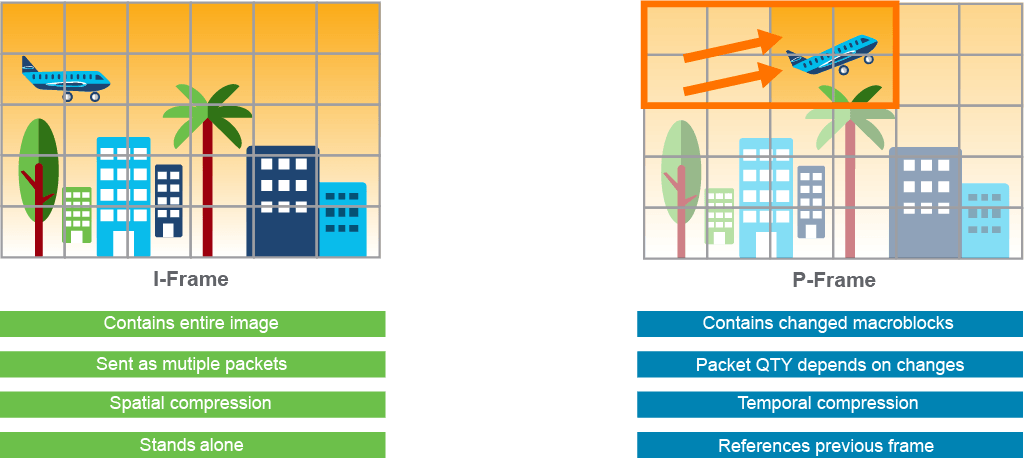 I-Frame
Contains entire image
Sent as mutiple packets
Spatial compression
Stands alone
P-Frame
Contains changed macroblocks
Packet QTY depends on changes
Temporal compression
References previous frame